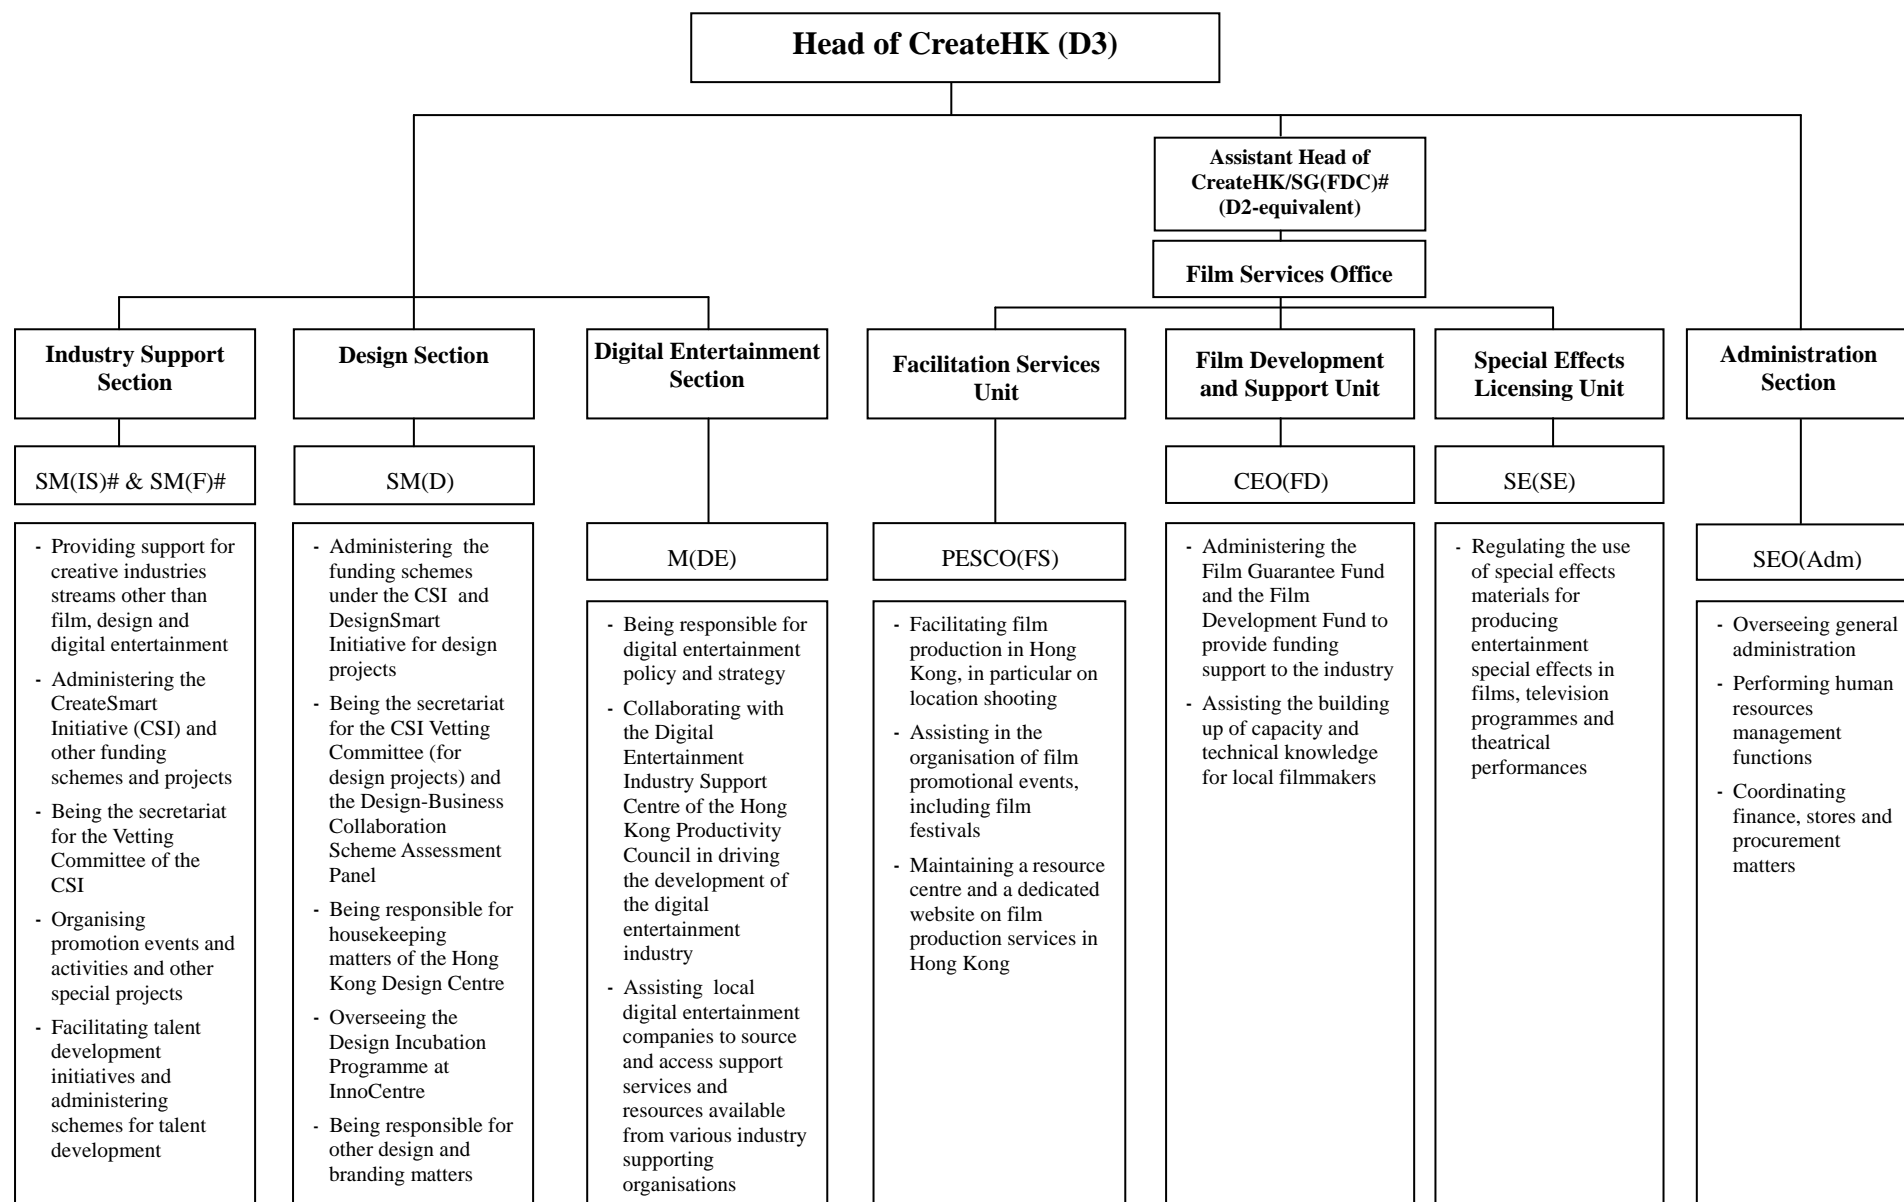 Head of CreateHK (D3)
Assistant Head of
CreateHK/SG(FDC)#
(D2-equivalent)
Film Services Office
Industry Support
Section
SM(IS)# & SM(F)#
- Providing support for
creative industries
streams other than
film, design and
digital entertainment
- Administering the
CreateSmart
Initiative (CSI) and
other funding
schemes and projects
- Being the secretariat
for the Vetting
Committee of the
CSI
- Organising
promotion events and
activities and other
special projects
- Facilitating talent
development
initiatives and
administering
schemes for talent
development
Design Section
SM(D)
- Administering the
funding schemes
under the CSI and
DesignSmart
Initiative for design
projects
- Being the secretariat
for the CSI Vetting
Committee (for
design projects) and
the Design-Business
Collaboration
Scheme Assessment
Panel
- Being responsible for
housekeeping
matters of the Hong
Kong Design Centre
- Overseeing the
Design Incubation
Programme at
InnoCentre
- Being responsible for
other design and
branding matters
Digital Entertainment
Section
M(DE)
- Being responsible for
digital entertainment
policy and strategy
- Collaborating with
the Digital
Entertainment
Industry Support
Centre of the Hong
Kong Productivity
Council in driving
the development of
the digital
entertainment
industry
- Assisting local
digital entertainment
companies to source
and access support
services and
resources available
from various industry
supporting
organisations
Facilitation Services
Unit
PESCO(FS)
- Facilitating film
production in Hong
Kong, in particular on
location shooting
- Assisting in the
organisation of film
promotional events,
including film
festivals
- Maintaining a resource
centre and a dedicated
website on film
production services in
Hong Kong
Film Development
and Support Unit
CEO(FD)
- Administering the
Film Guarantee Fund
and the Film
Development Fund to
provide funding
support to the industry
- Assisting the building
up of capacity and
technical knowledge
for local filmmakers
Special Effects
Licensing Unit
SE(SE)
- Regulating the use
of special effects
materials for
producing
entertainment
special effects in
films, television
programmes and
theatrical
performances
Administration
Section
SEO(Adm)
- Overseeing general
administration
- Performing human
resources
management
functions
- Coordinating
finance, stores and
procurement
matters